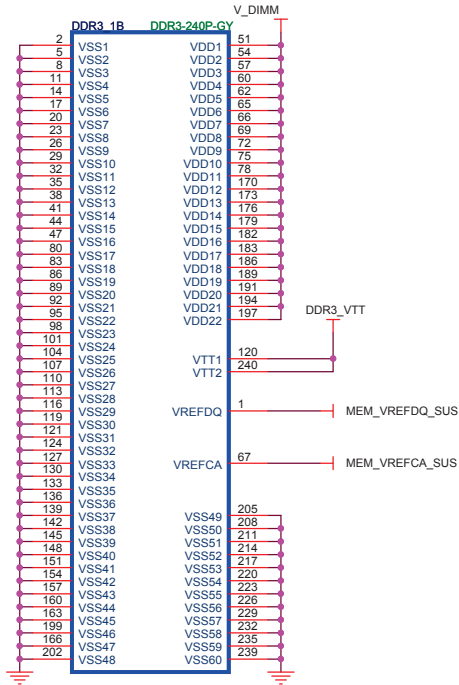 V_DIMM
DDR3_1B DDR3-240P-GY
2 VSS1 VDD1 51
5 VSS2 VDD2 54
8 VSS3 VDD3 57
11 VSS4 VDD4 60
14 VSS5 VDD5 62
17 VSS6 VDD6 65
20 VSS7 VDD7 66
23 VSS8 VDD8 69
26 VSS9 VDD9 72
29 VSS10 VDD10 75
32 VSS11 VDD11 78
35 VSS12 VDD12 170
38 VSS13 VDD13 173
41 VSS14 VDD14 176
44 VSS15 VDD15 179
47 VSS16 VDD16 182
80 VSS17 VDD17 183
83 VSS18 VDD18 186
86 VSS19 VDD19 189
89 VSS20 VDD20 191
92 VSS21 VDD21 194 DDR3_VTT
95 VSS22 VDD22 197
98 VSS23
101 VSS24
104 VSS25 VTT1 120
107 VSS26 VTT2 240
110 VSS27
113 VSS28
116 VSS29 VREFDQ 1 MEM_VREFDQ_SUS
119 VSS30
121 VSS31
124 VSS32
127 VSS33 VREFCA 67 MEM_VREFCA_SUS
130 VSS34
133 VSS35
136 VSS36
139 VSS37 VSS49 205
142 VSS38 VSS50 208
145 VSS39 VSS51 211
148 VSS40 VSS52 214
151 VSS41 VSS53 217
154 VSS42 VSS54 220
157 VSS43 VSS55 223
160 VSS44 VSS56 226
163 VSS45 VSS57 229
199 VSS46 VSS58 232
166 VSS47 VSS59 235
202 VSS48 VSS60 239